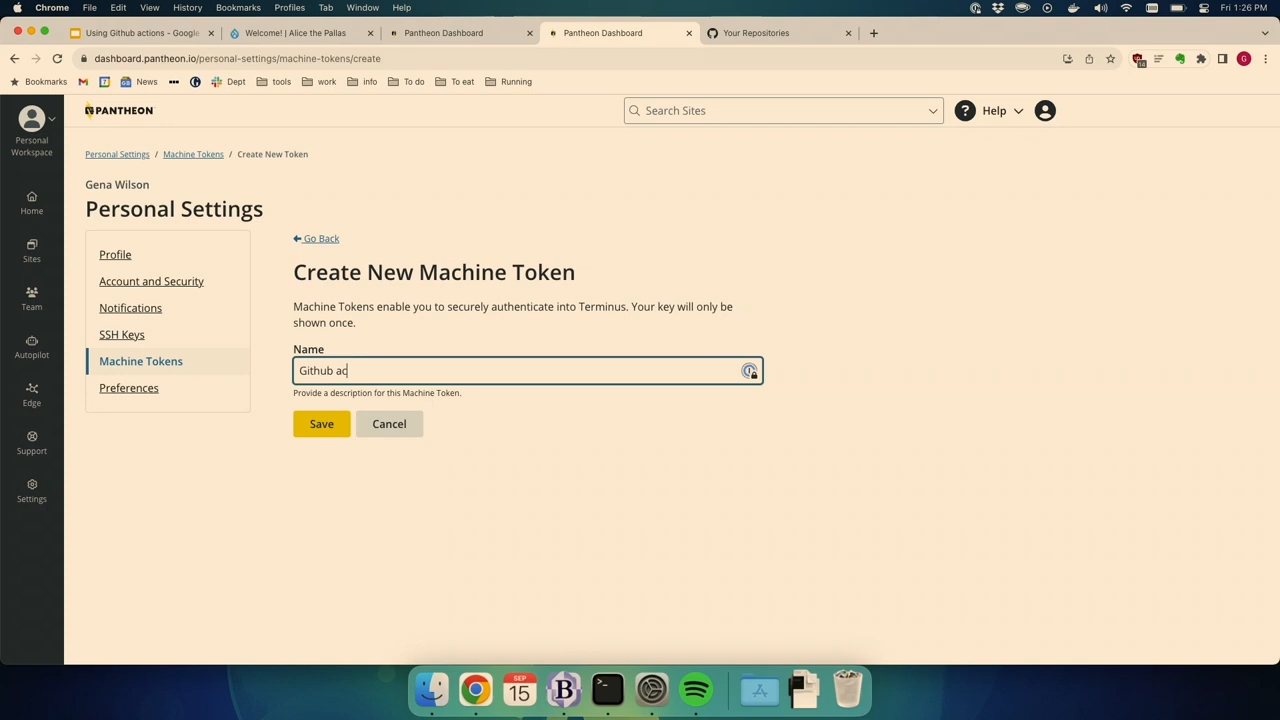 Chrome File Edit View History Bookmarks Profiles Tab Window Help Fri 1:26 PM
Using Github actions - Google Welcome! | Alice the Pallas Pantheon Dashboard Pantheon Dashboard Your Repositories
dashboard.pantheon.io/personal-settings/machine-tokens/create G
Bookmarks News Dept tools work info To do To eat Running
PANTHEON Search Sites ? Help
Personal
Workspace
Home
Sites
Team
Autopilot
Edge
Support
Settings
Personal Settings / Machine Tokens / Create New Token
Gena Wilson
Personal Settings
Profile
Account and Security
Notifications
SSH Keys
Machine Tokens
Preferences
Go Back
Create New Machine Token
Machine Tokens enable you to securely authenticate into Terminus. Your key will only be
shown once.
Name
Github ac
Provide a description for this Machine Token.
Save Cancel
SEP
15
B